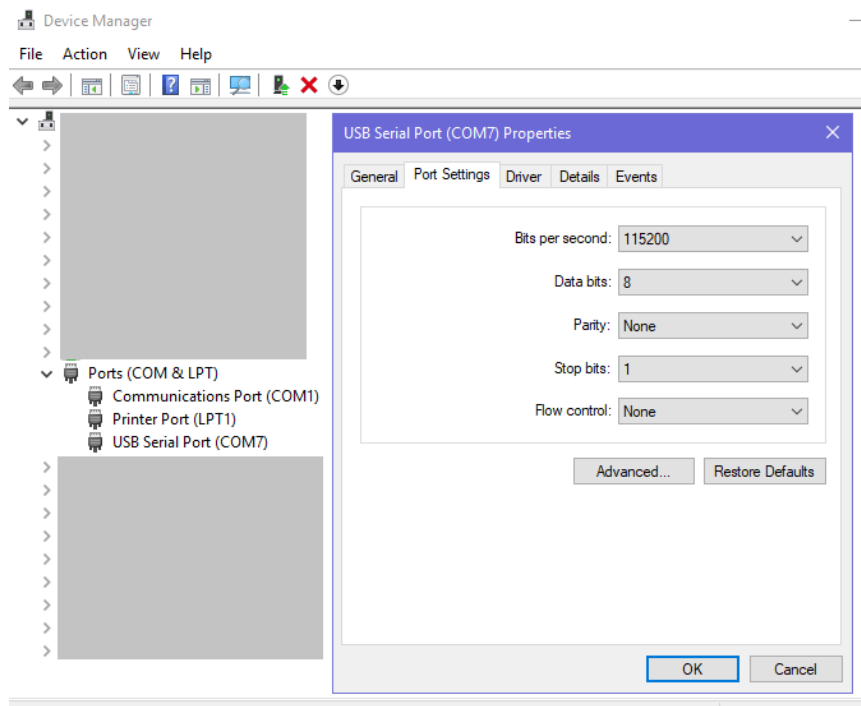 Device Manager
File Action View Help
Ports (COM & LPT)
Communications Port (COM1)
Printer Port (LPT1)
USB Serial Port (COM7)
USB Serial Port (COM7) Properties
General Port Settings Driver Details Events
Bits per second: 115200
Data bits: 8
Parity: None
Stop bits: 1
Flow control: None
Advanced... Restore Defaults
OK Cancel